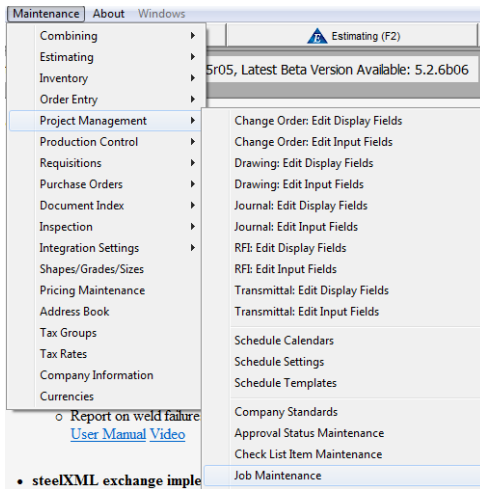 Maintenance About Windows
Combining
Estimating (F2)
Estimating
5r05, Latest Beta Version Available: 5.2.6b06
Inventory
Order Entry
Project Management
Production Control
Requisitions
Purchase Orders
Document Index
Inspection
Integration Settings
Shapes/Grades/Sizes
Pricing Maintenance
Address Book
Tax Groups
Tax Rates
Company Information
Currencies
Change Order: Edit Display Fields
Change Order: Edit Input Fields
Drawing: Edit Display Fields
Drawing: Edit Input Fields
Journal: Edit Display Fields
Journal: Edit Input Fields
RFI: Edit Display Fields
RFI: Edit Input Fields
Transmittal: Edit Display Fields
Transmittal: Edit Input Fields
Schedule Calendars
Schedule Settings
Schedule Templates
Company Standards
Approval Status Maintenance
Check List Item Maintenance
Job Maintenance
Report on weld failure
User Manual Video
steelXML exchange imple